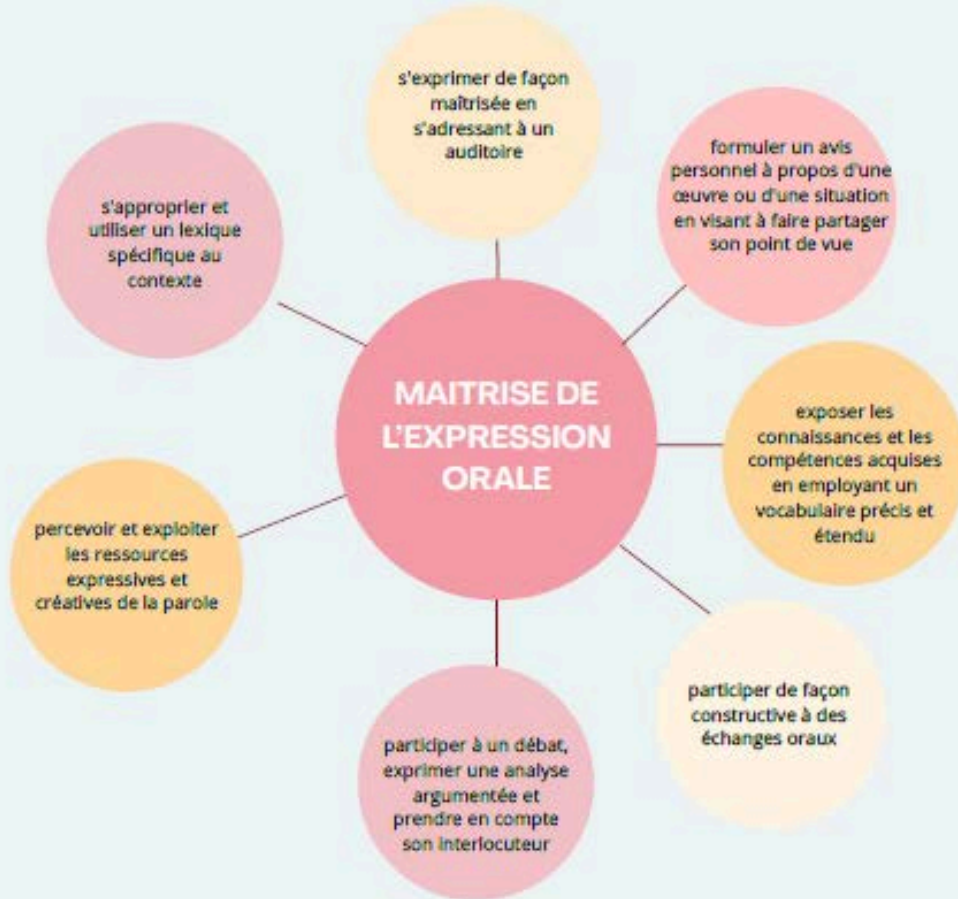 s'exprimer de façon
maîtrisée en
s'adressant à un
auditoire
formuler un avis
personnel à propos d'une
œuvre ou d'une situation
en visant à faire partager
son point de vue
s'approprier et
utiliser un lexique
spécifique au
contexte
MAITRISE DE
L'EXPRESSION
ORALE
exposer les
connaissances et les
compétences acquises
en employant un
vocabulaire précis et
étendu
percevoir et exploiter
les ressources
expressives et
créatives de la parole
participer de façon
constructive à des
échanges oraux
participer à un débat,
exprimer une analyse
argumentée et
prendre en compte
son interlocuteur